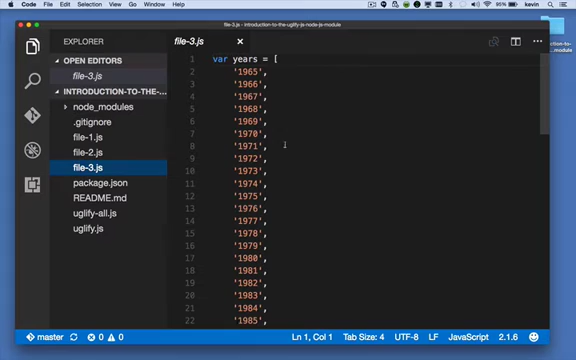 Code File Edit Selection View Go Window Help
95% kevin
file-3.js - introduction-to-the-uglify-js-node-js-module
EXPLORER
OPEN EDITORS
file-3.js
INTRODUCTION-TO-THE-...
node_modules
.gitignore
file-1.js
file-2.js
file-3.js
package.json
README.md
uglify-all.js
uglify.js
file-3.js
1 var years = [
2 '1965',
3 '1966',
4 '1967',
5 '1968',
6 '1969',
7 '1970',
8 '1971',
9 '1972',
10 '1973',
11 '1974',
12 '1975',
13 '1976',
14 '1977',
15 '1978',
16 '1979',
17 '1980',
18 '1981',
19 '1982',
20 '1983',
21 '1984',
22 '1985',
ction-to-the
...module
master 0 0 Ln 1, Col 1 Tab Size: 4 UTF-8 LF JavaScript 2.1.6